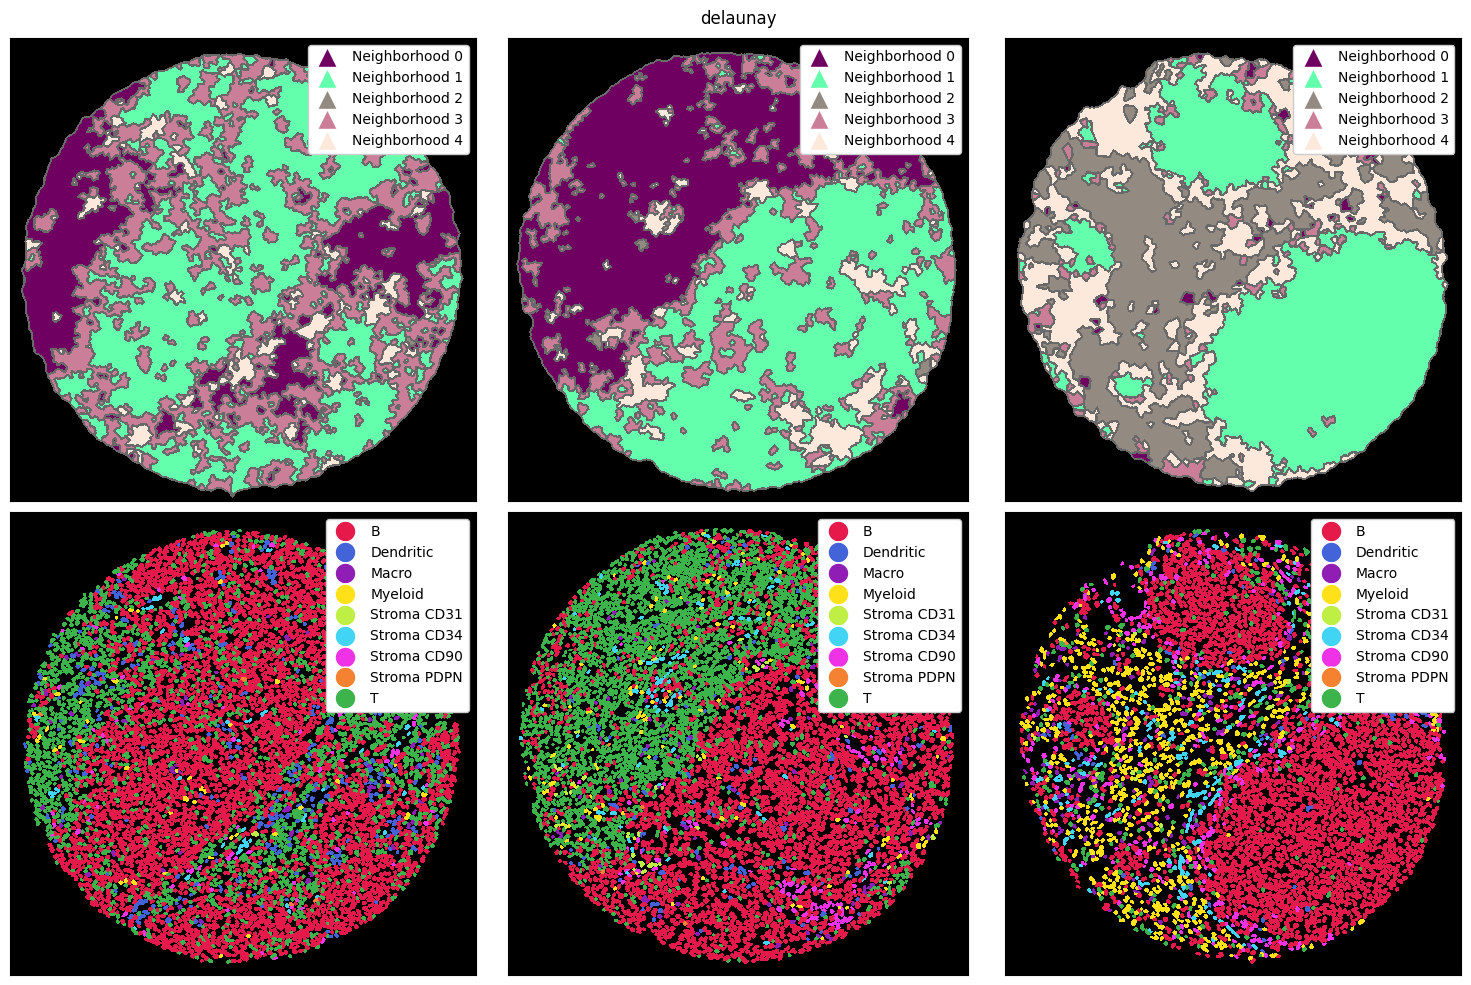 delaunay
Neighborhood 0
Neighborhood 1
Neighborhood 2
Neighborhood 3
Neighborhood 4
Neighborhood 0
Neighborhood 1
Neighborhood 2
Neighborhood 3
Neighborhood 4
Neighborhood 0
Neighborhood 1
Neighborhood 2
Neighborhood 3
Neighborhood 4
B
Dendritic
Macro
Myeloid
Stroma CD31
Stroma CD34
Stroma CD90
Stroma PDPN
T
B
Dendritic
Macro
Myeloid
Stroma CD31
Stroma CD34
Stroma CD90
Stroma PDPN
T
B
Dendritic
Macro
Myeloid
Stroma CD31
Stroma CD34
Stroma CD90
Stroma PDPN
T